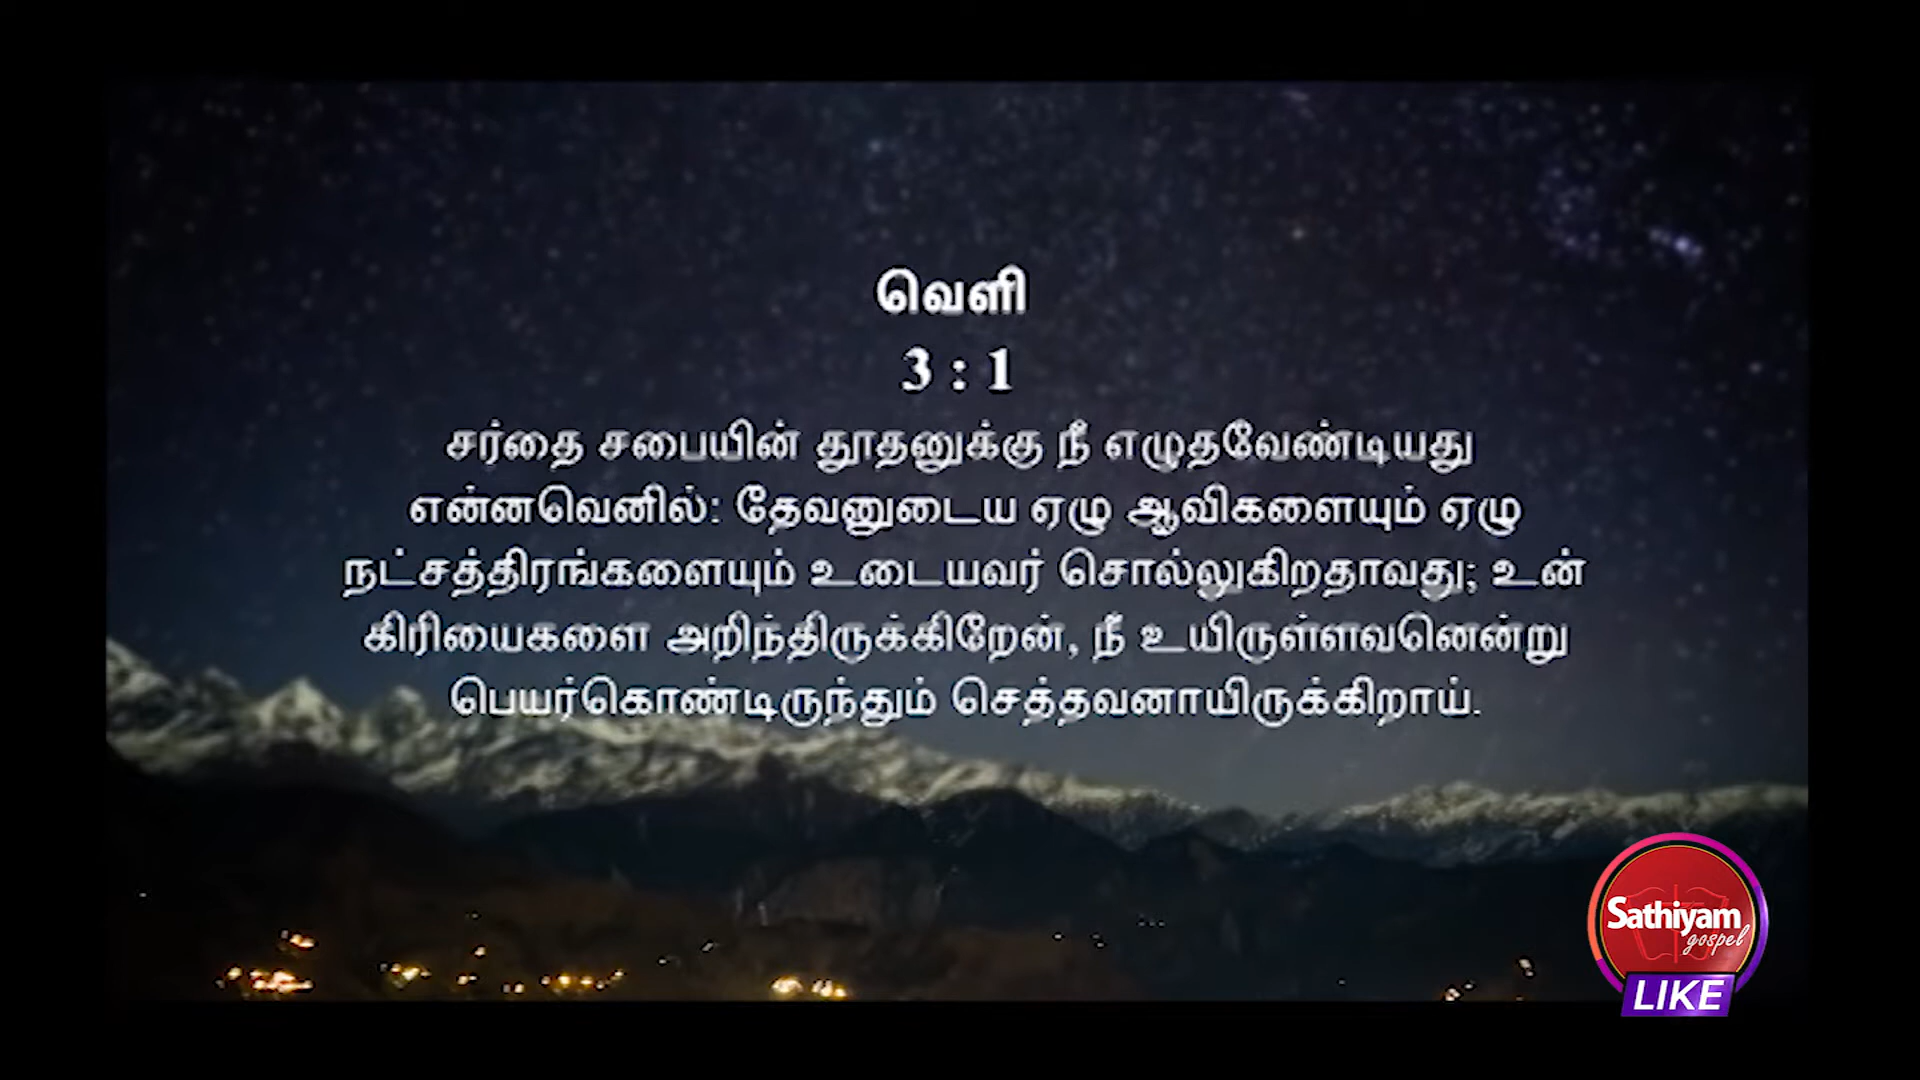 வெளி
3 : 1
சர்தை சபையின் தூதனுக்கு நீ எழுதவேண்டியது
என்னவெனில்: தேவனுடைய ஏழு ஆவிகளையும் ஏழு
நட்சத்திரங்களையும் உடையவர் சொல்லுகிறதாவது; உன்
கிரியைகளை அறிந்திருக்கிறேன், நீ உயிருள்ளவனென்று
பெயர்கொண்டிருந்தும் செத்தவனாயிருக்கிறாய்.
Sathiyam
gospel
LIKE